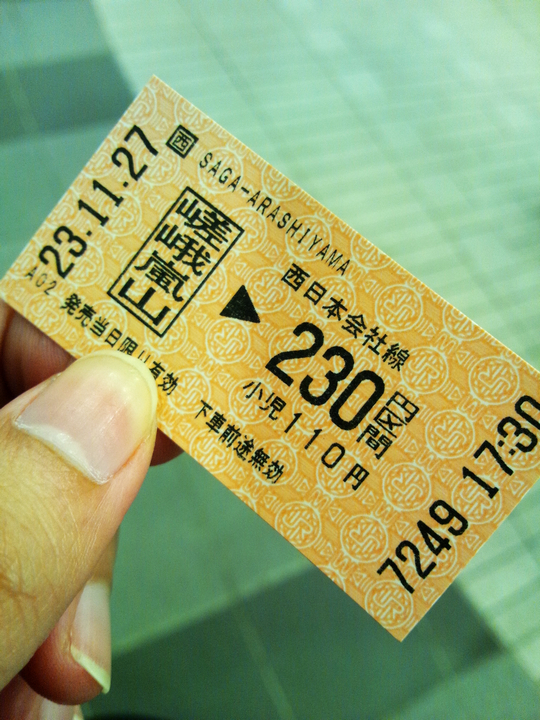 23.11.27
西 SAGA-ARASHIYAMA
嵯峨嵐山
▶
西日本会社線
230円区間
小児110円
A02 発売当日限り有効
下車前途無効
7249 17:30